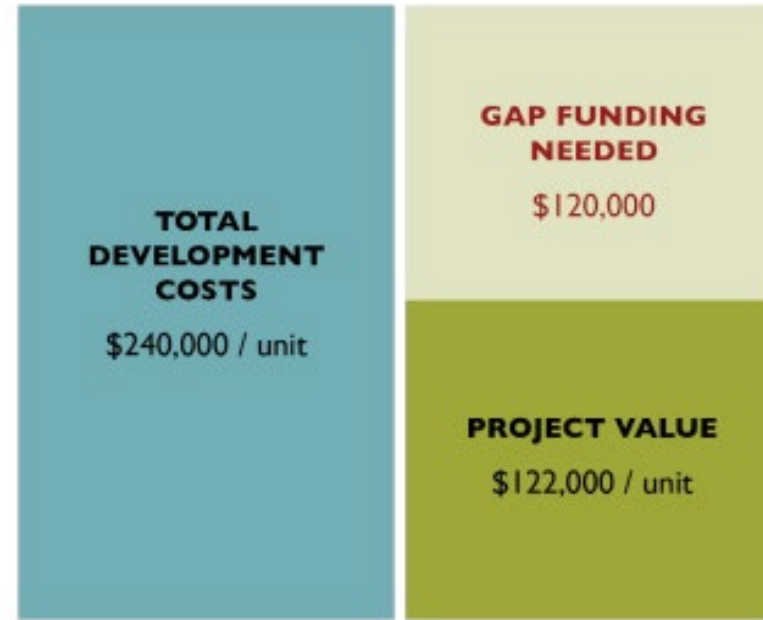 TOTAL
DEVELOPMENT
COSTS
$240,000 / unit
GAP FUNDING
NEEDED
$120,000
PROJECT VALUE
$122,000 / unit